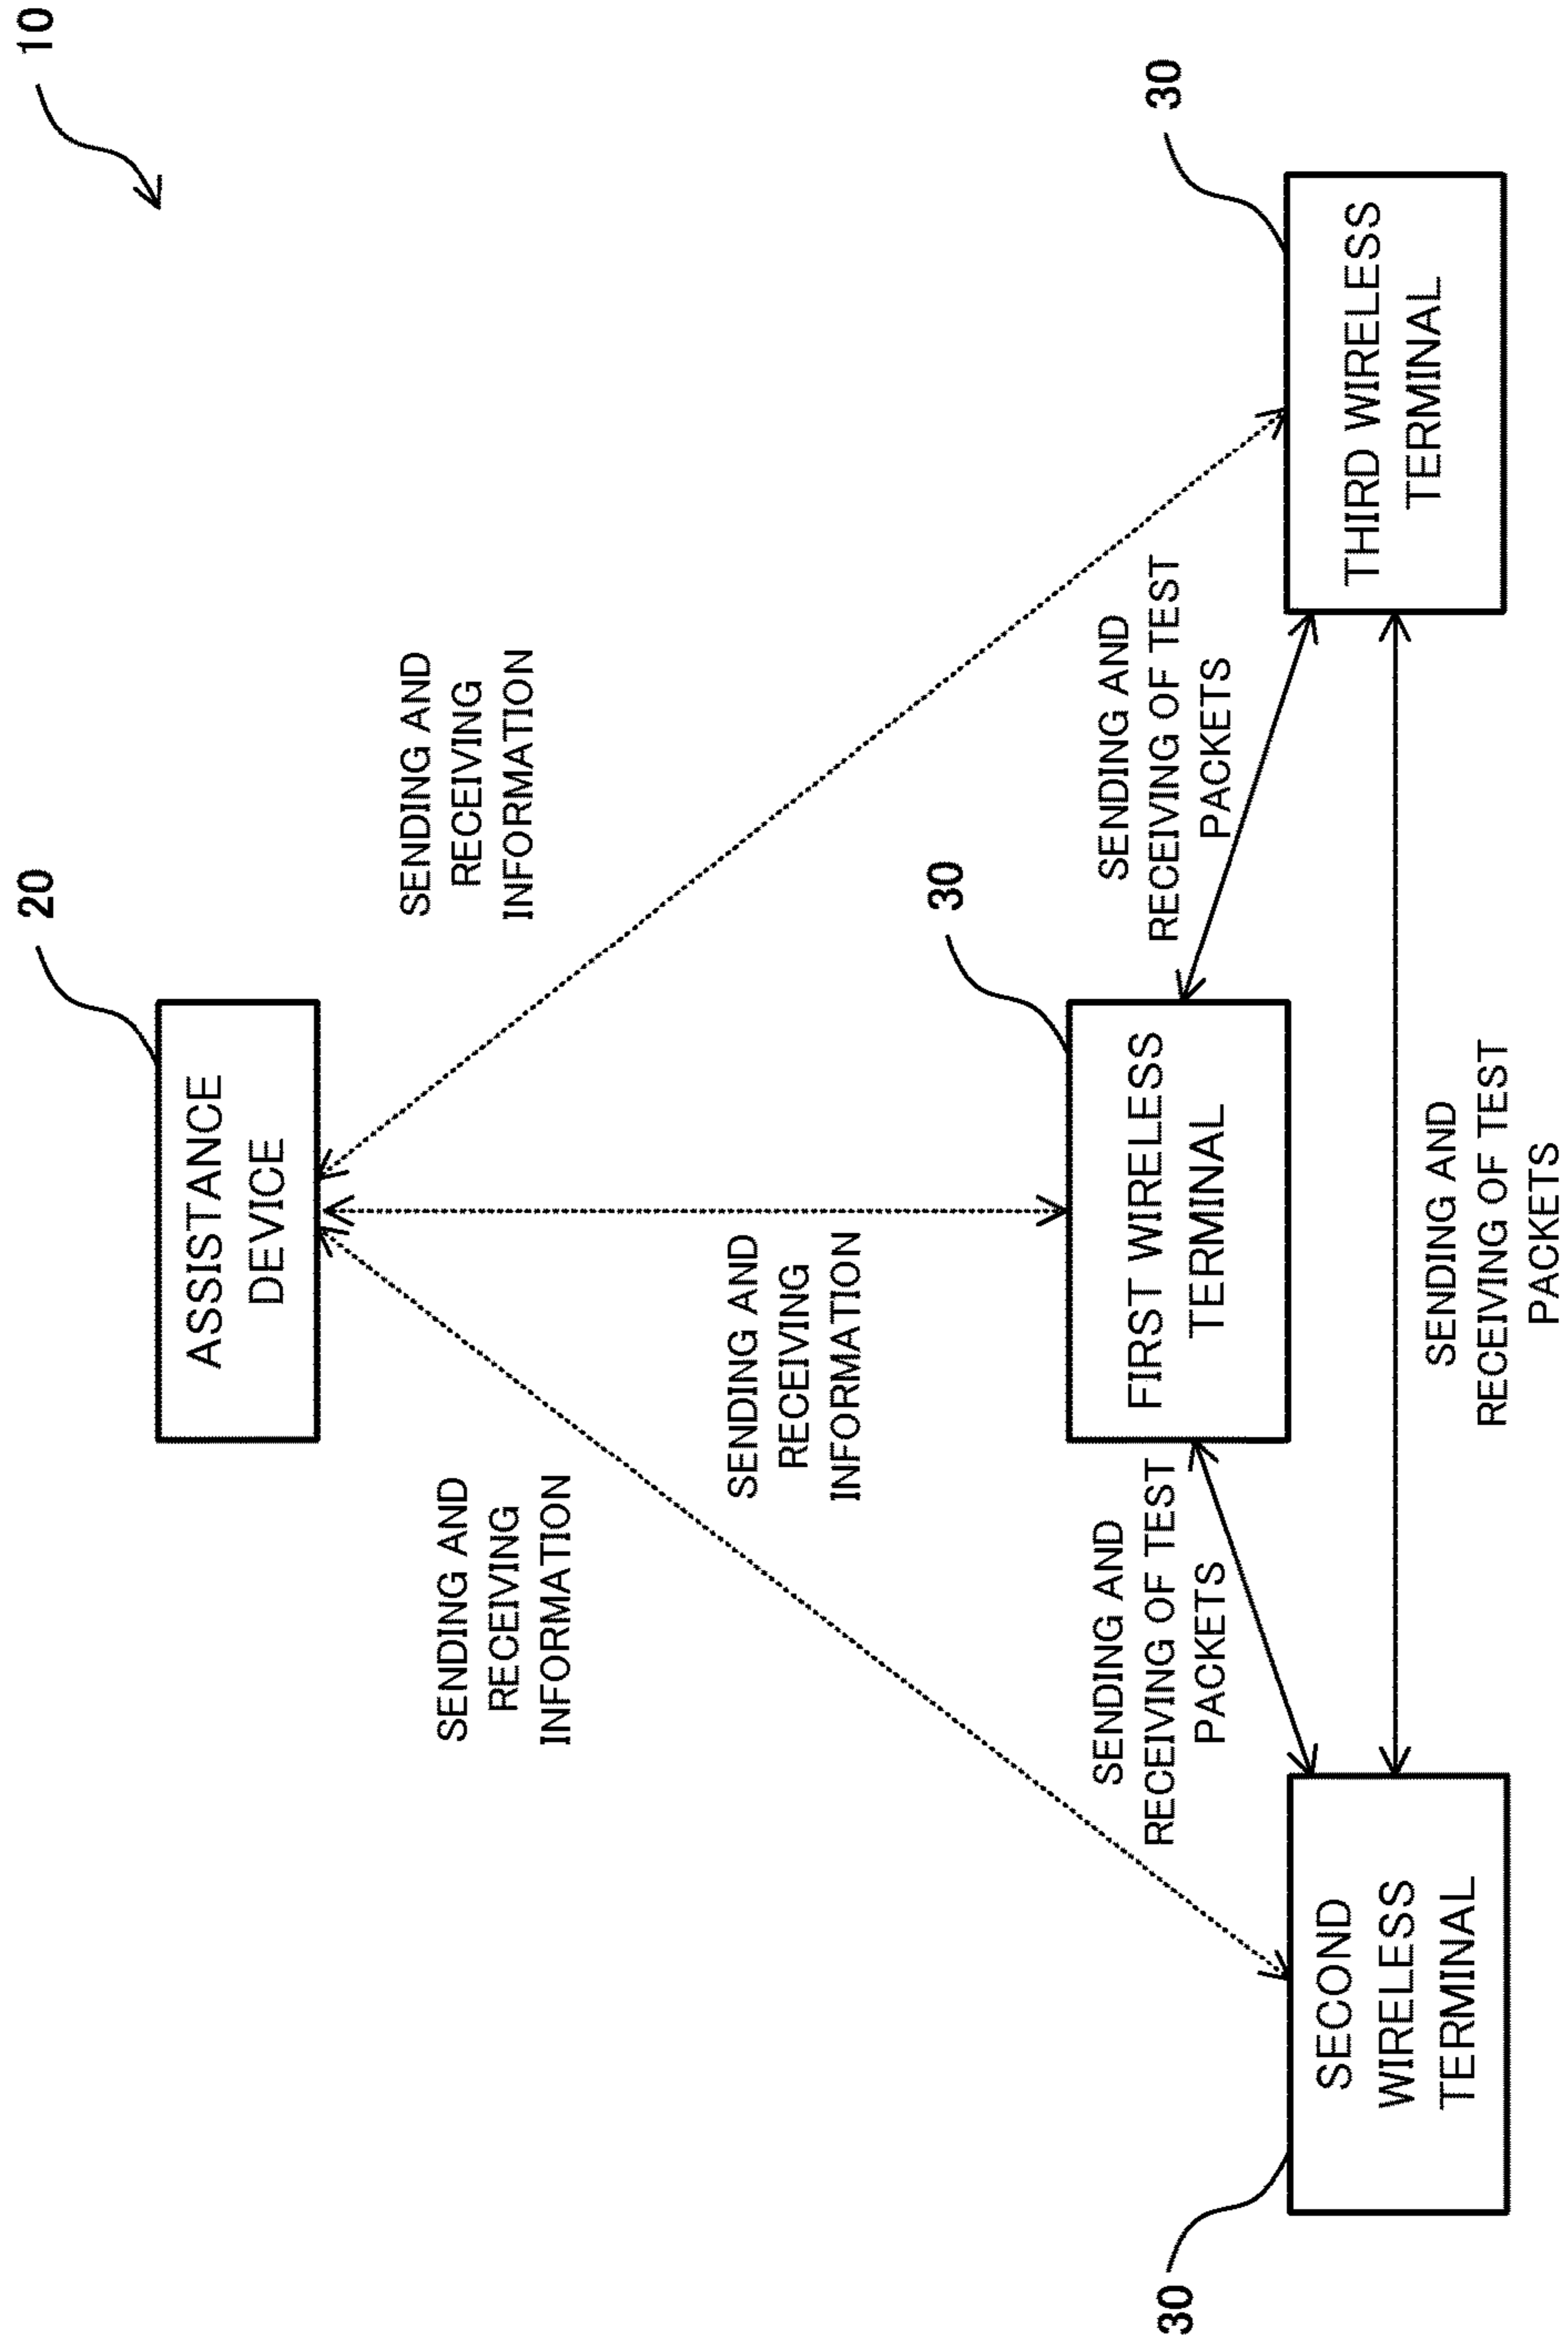 10
20
ASSISTANCE
DEVICE
SENDING AND
RECEIVING
INFORMATION
SENDING AND
RECEIVING
INFORMATION
SENDING AND
RECEIVING
INFORMATION
30
SECOND
WIRELESS
TERMINAL
SENDING AND
RECEIVING OF TEST
PACKETS
30
FIRST WIRELESS
TERMINAL
SENDING AND
RECEIVING OF TEST
PACKETS
30
THIRD WIRELESS
TERMINAL
SENDING AND
RECEIVING OF TEST
PACKETS